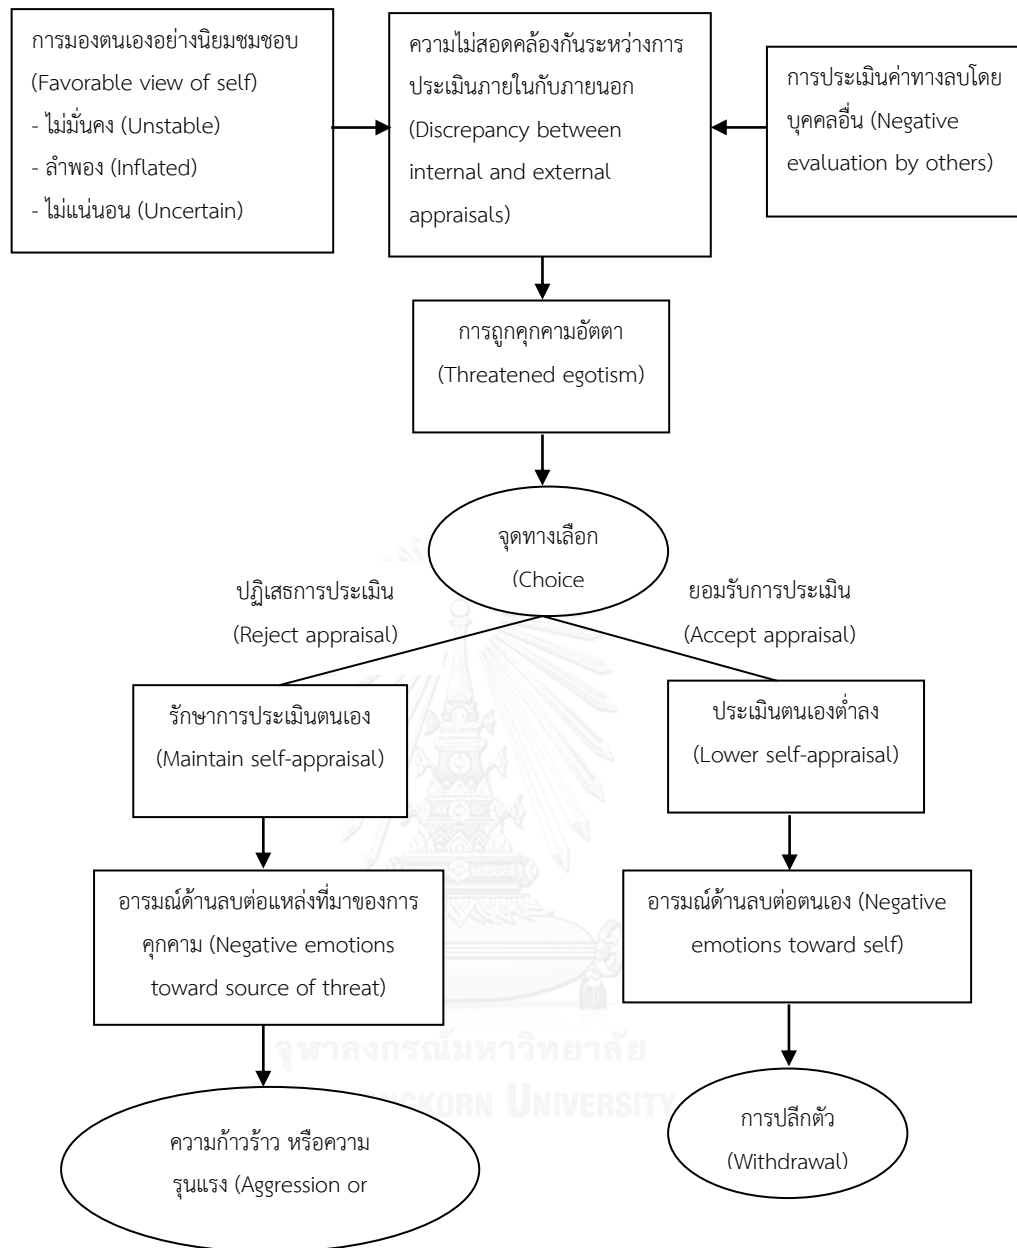 การมองตนเองอย่างนิยมชมชอบ
(Favorable view of self)
- ไม่มั่นคง (Unstable)
- ลำพอง (Inflated)
- ไม่แน่นอน (Uncertain)
ความไม่สอดคล้องกันระหว่างการ
ประเมินภายในกับภายนอก
(Discrepancy between
internal and external
appraisals)
การประเมินค่าทางลบโดย
บุคคลอื่น (Negative
evaluation by others)
การถูกคุกคามอัตตา
(Threatened egotism)
จุดทางเลือก
(Choice
ปฏิเสธการประเมิน
(Reject appraisal)
ยอมรับการประเมิน
(Accept appraisal)
รักษาการประเมินตนเอง
(Maintain self-appraisal)
ประเมินตนเองต่ำลง
(Lower self-appraisal)
อารมณ์ด้านลบต่อแหล่งที่มาของการ
คุกคาม (Negative emotions
toward source of threat)
อารมณ์ด้านลบต่อตนเอง (Negative
emotions toward self)
จุฬาลงกรณ์มหาวิทยาลัย
UNIVERSITY
ความก้าวร้าว หรือความ
รุนแรง (Aggression or
การปลีกตัว
(Withdrawal)